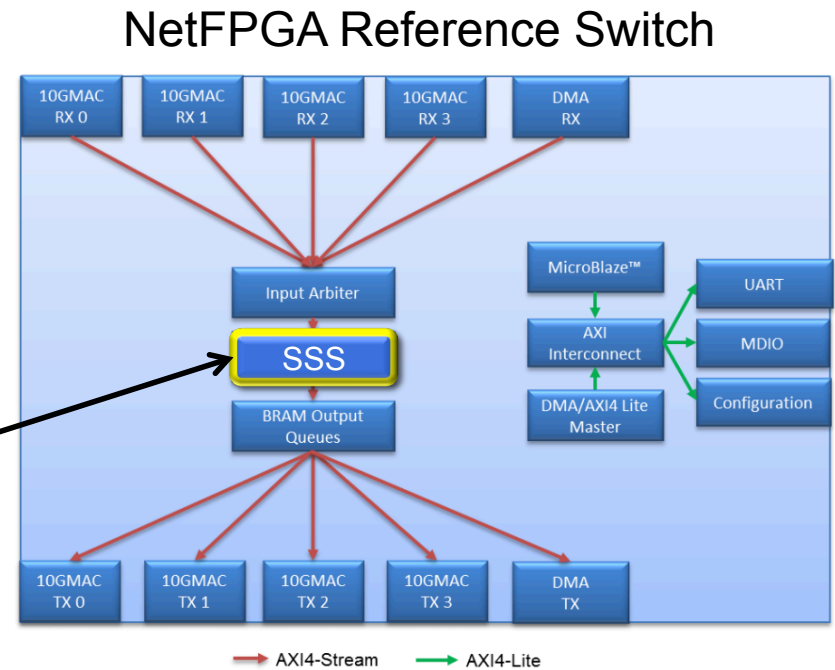 NetFPGA Reference Switch
10GMAC
RX 0
10GMAC
RX 1
10GMAC
RX 2
10GMAC
RX 3
DMA
RX
Input Arbiter
SSS
BRAM Output
Queues
MicroBlaze™
AXI
Interconnect
DMA/AXI4 Lite
Master
UART
MDIO
Configuration
10GMAC
TX 0
10GMAC
TX 1
10GMAC
TX 2
10GMAC
TX 3
DMA
TX
AXI4-Stream
AXI4-Lite